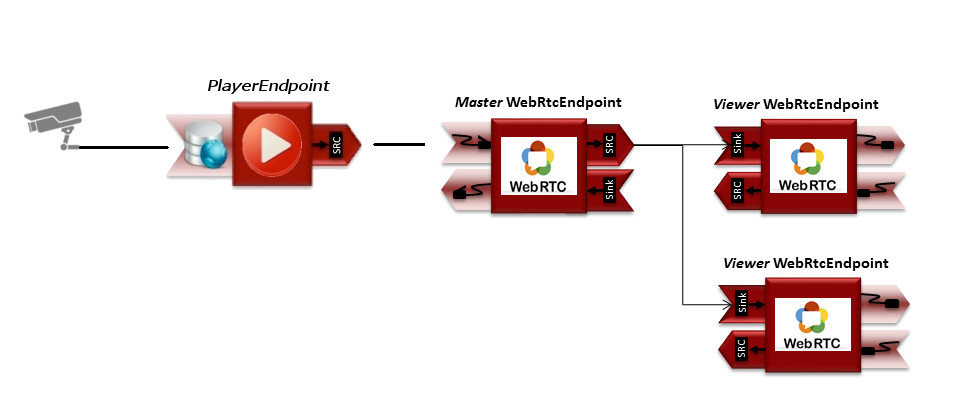 PlayerEndpoint
SRC
Master WebRtcEndpoint
SRC
WebRTC
Sink
Viewer WebRtcEndpoint
Sink
WebRTC
SRC
Viewer WebRtcEndpoint
Sink
WebRTC
SRC